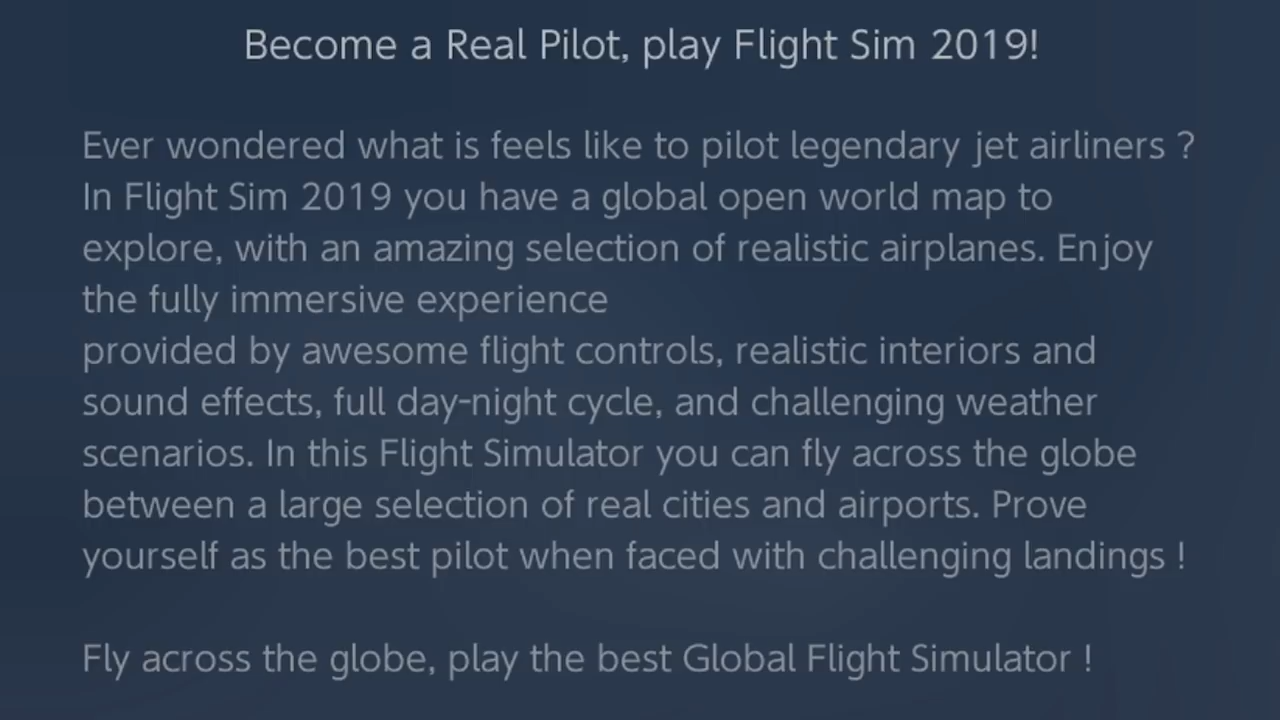 Become a Real Pilot, play Flight Sim 2019!
Ever wondered what is feels like to pilot legendary jet airliners ?
In Flight Sim 2019 you have a global open world map to
explore, with an amazing selection of realistic airplanes. Enjoy
the fully immersive experience
provided by awesome flight controls, realistic interiors and
sound effects, full day-night cycle, and challenging weather
scenarios. In this Flight Simulator you can fly across the globe
between a large selection of real cities and airports. Prove
yourself as the best pilot when faced with challenging landings !
Fly across the globe, play the best Global Flight Simulator !